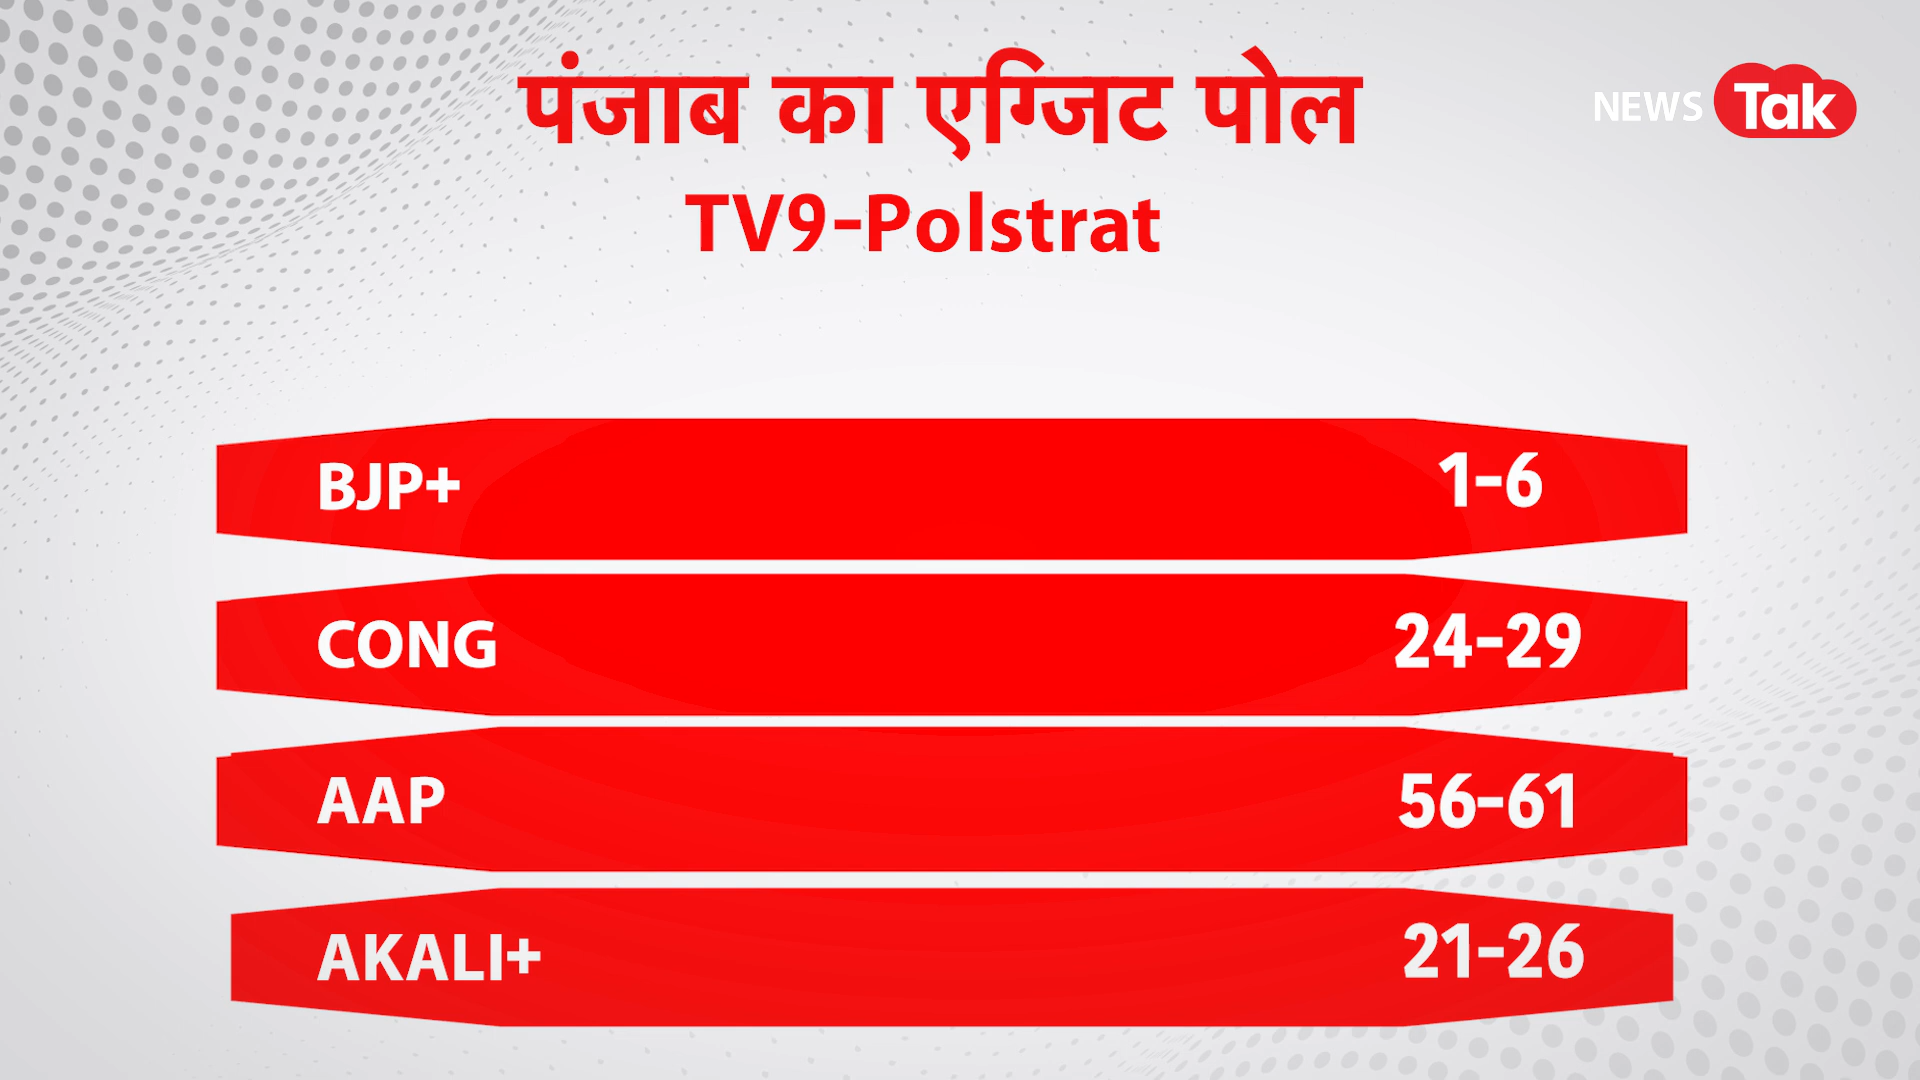 पंजाब का एग्जिट पोल
NEWS Tak
TV9-Polstrat
BJP+ 1-6
CONG 24-29
AAP 56-61
AKALI+ 21-26